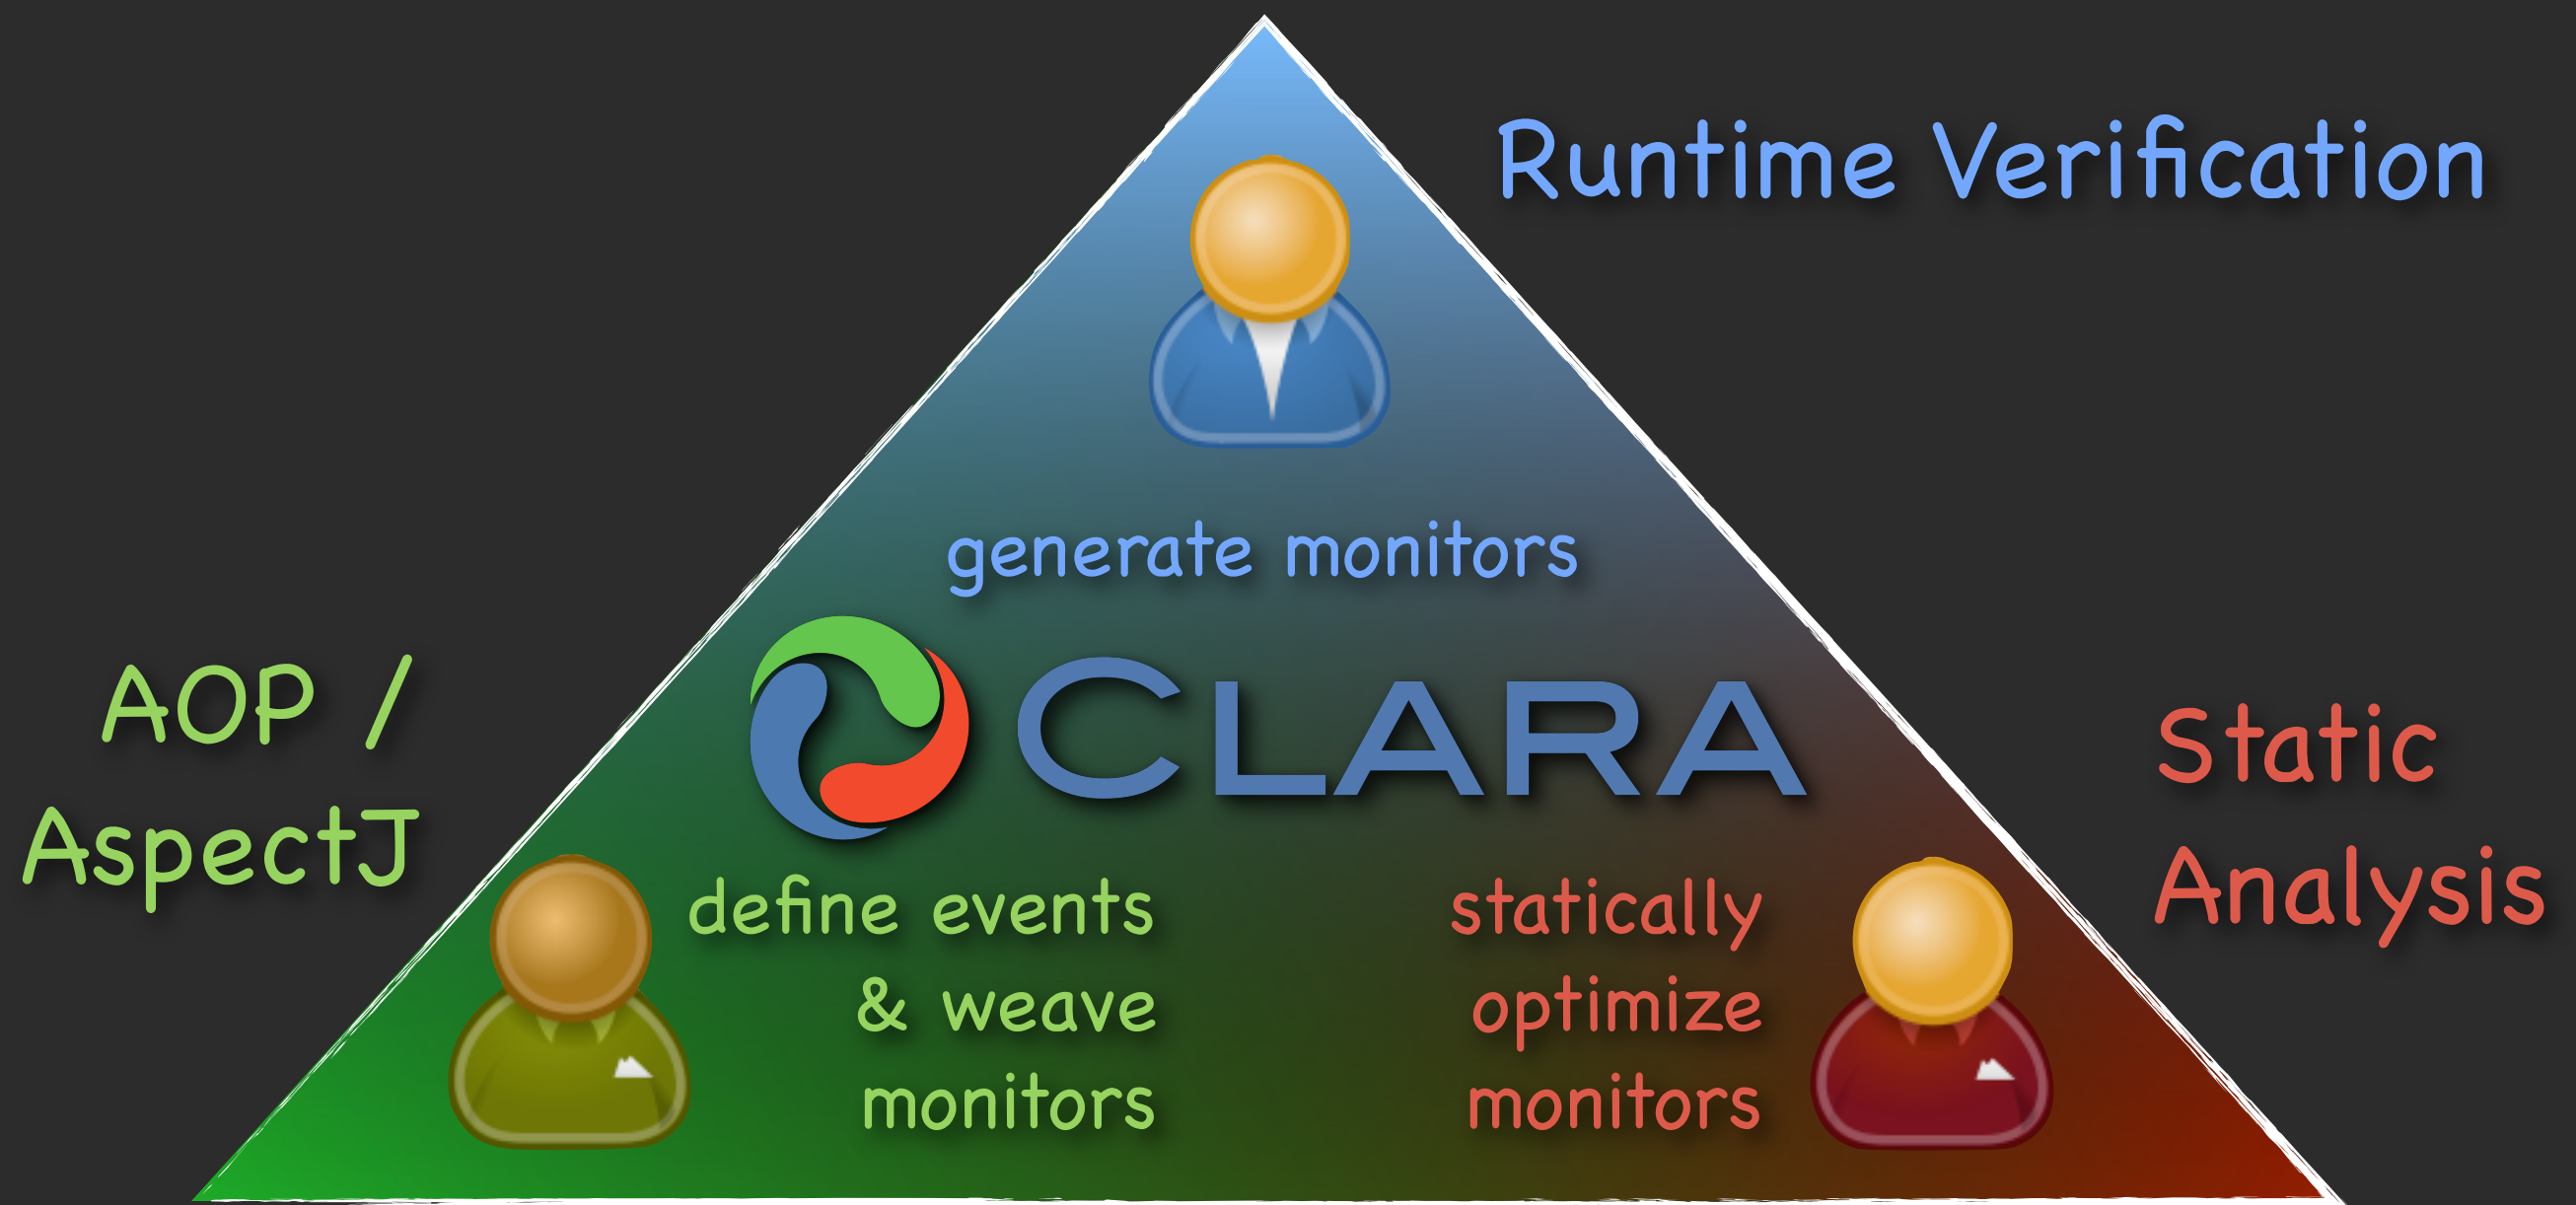 Runtime Verification
generate monitors
CLARA
AOP /
AspectJ
define events
& weave
monitors
statically
optimize
monitors
Static
Analysis